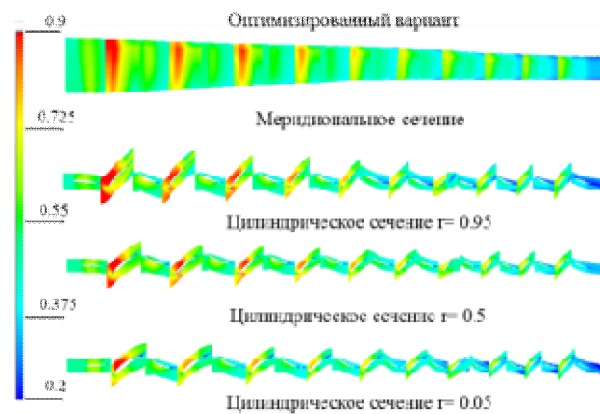 0.9
Оптимизированный вариант
0.725
Меридиональное сечение
0.55
Цилиндрическое сечение r= 0.95
0.375
Цилиндрическое сечение r= 0.5
0.2
Цилиндрическое сечение r= 0.05